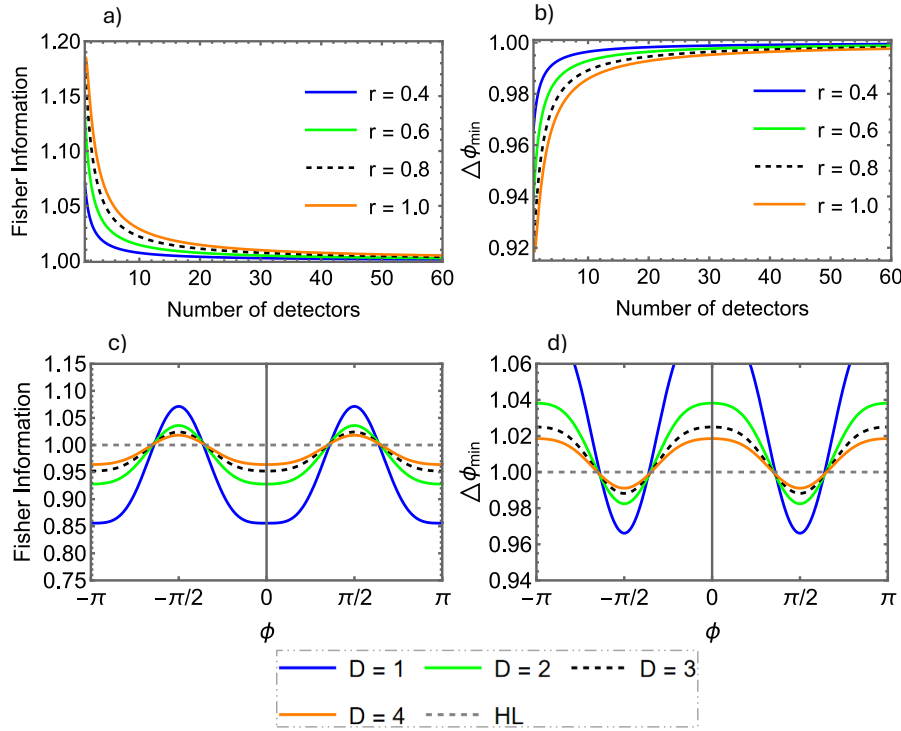 a)
1.20
1.15
1.10
1.05
1.00
Fisher Information
r = 0.4
r = 0.6
r = 0.8
r = 1.0
10 20 30 40 50 60
Number of detectors
b)
1.00
0.98
0.96
0.94
0.92
Δϕmin
r = 0.4
r = 0.6
r = 0.8
r = 1.0
10 20 30 40 50 60
Number of detectors
c)
1.15
1.10
1.05
1.00
0.95
0.90
0.85
0.80
0.75
Fisher Information
−π −π/2 0 π/2 π
ϕ
d)
1.06
1.04
1.02
1.00
0.98
0.96
0.94
Δϕmin
−π −π/2 0 π/2 π
ϕ
D = 1 D = 2 D = 3
D = 4 HL